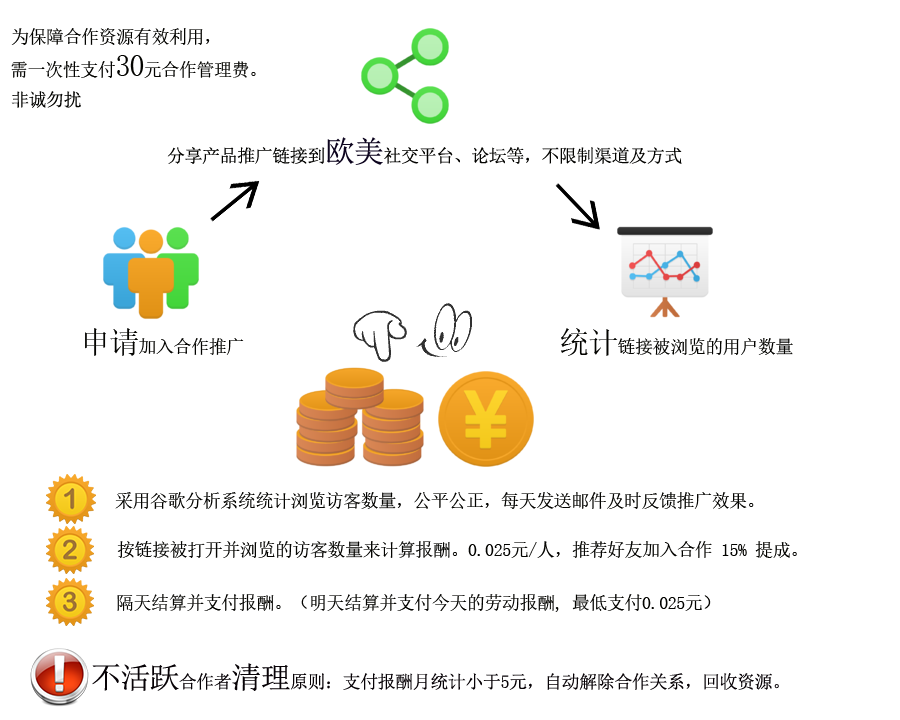 为保障合作资源有效利用，
需一次性支付30元合作管理费。
非诚勿扰
分享产品推广链接到欧美社交平台、论坛等，不限制渠道及方式
申请加入合作推广
统计链接被浏览的用户数量
¥
1 采用谷歌分析系统统计浏览访客数量，公平公正，每天发送邮件及时反馈推广效果。
2 按链接被打开并浏览的访客数量来计算报酬。0.025元/人，推荐好友加入合作 15% 提成。
3 隔天结算并支付报酬。（明天结算并支付今天的劳动报酬, 最低支付0.025元）
! 不活跃合作者清理原则：支付报酬月统计小于5元，自动解除合作关系，回收资源。